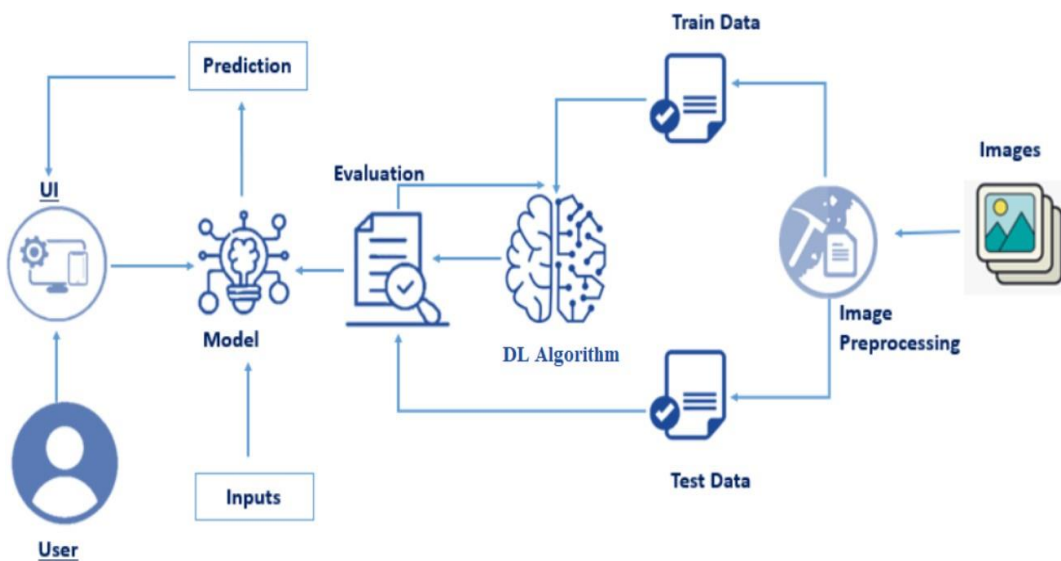 Train Data
Prediction
Images
Evaluation
UI
Image
Preprocessing
Model
DL Algorithm
Test Data
Inputs
User